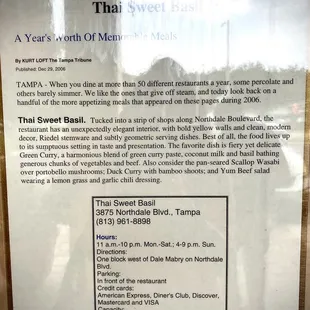 Thai Sweet Basil
A Year's Worth Of Memorable Meals
By KURT LOFT The Tampa Tribune
Published: Dec 29, 2006
TAMPA - When you dine at more than 50 different restaurants a year, some percolate and
others barely simmer. We like the ones that give off steam, and today look back on a
handful of the more appetizing meals that appeared on these pages during 2006.
Thai Sweet Basil. Tucked into a strip of shops along Northdale Boulevard, the
restaurant has an unexpectedly elegant interior, with bold yellow walls and clean, modern
decor, Riedel stemware and subtly geometric serving dishes. Best of all, the food lives up
to its sumptuous setting in taste and presentation. The favorite dish is fiery yet delicate
Green Curry, a harmonious blend of green curry paste, coconut milk and basil bathing
generous chunks of vegetables and beef. Also consider the pan-seared Scallop Wasabi
over portobello mushrooms; Duck Curry with bamboo shoots; and Yum Beef salad
wearing a lemon grass and garlic chili dressing.
Thai Sweet Basil
3875 Northdale Blvd., Tampa
(813) 961-8898
Hours:
11 a.m.-10 p.m. Mon.-Sat.; 4-9 p.m. Sun.
Directions:
One block west of Dale Mabry on Northdale
Blvd.
Parking:
In front of the restaurant
Credit cards:
American Express, Diner's Club, Discover,
Mastercard and VISA
Capacity: